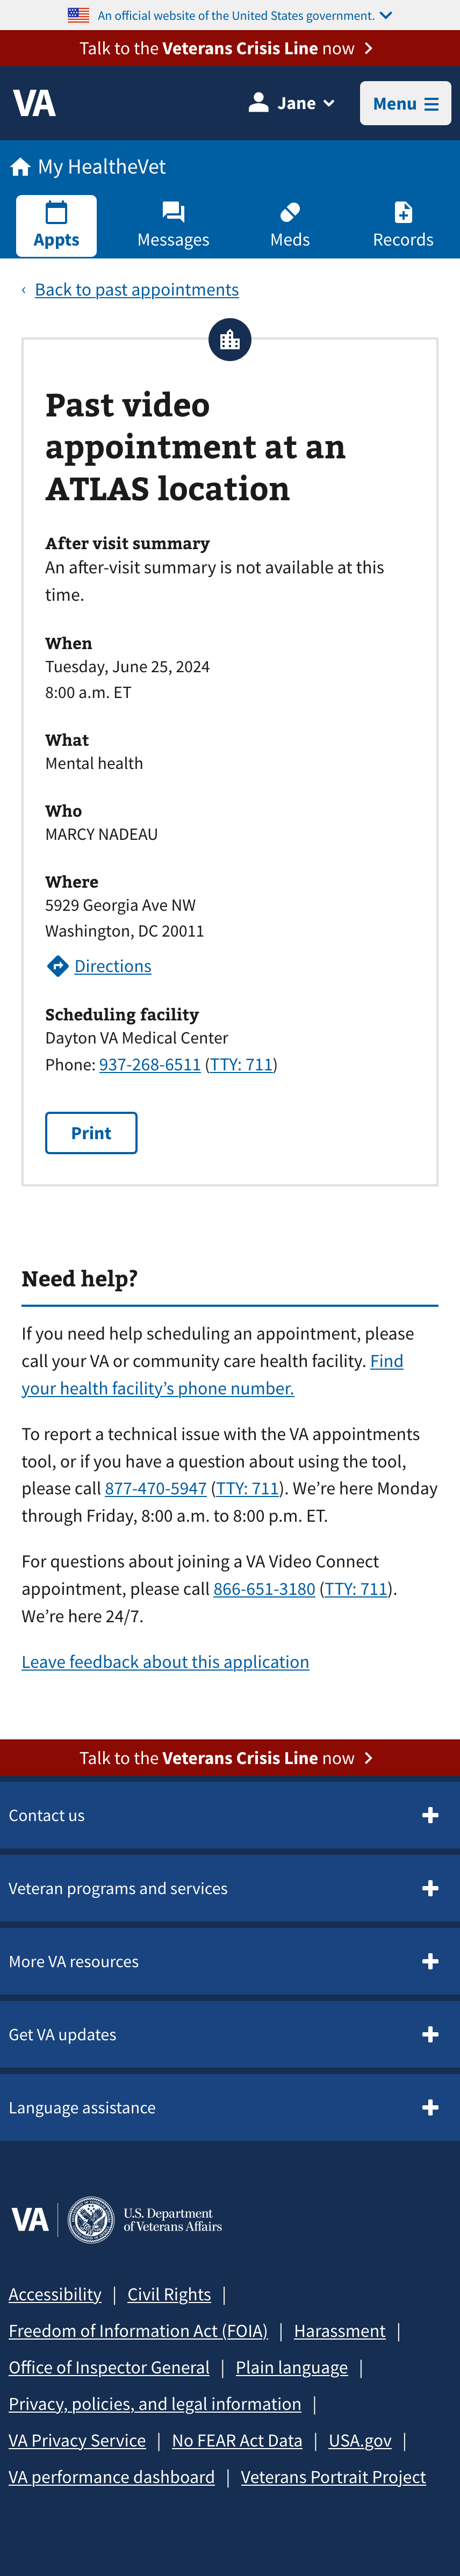 An official website of the United States government.
Talk to the Veterans Crisis Line now
VA
Jane
Menu
My HealtheVet
Appts
Messages
Meds
Records
‹ Back to past appointments
Past video
appointment at an
ATLAS location
After visit summary
An after-visit summary is not available at this
time.
When
Tuesday, June 25, 2024
8:00 a.m. ET
What
Mental health
Who
MARCY NADEAU
Where
5929 Georgia Ave NW
Washington, DC 20011
Directions
Scheduling facility
Dayton VA Medical Center
Phone: 937-268-6511 (TTY: 711)
Print
Need help?
If you need help scheduling an appointment, please
call your VA or community care health facility. Find
your health facility’s phone number.
To report a technical issue with the VA appointments
tool, or if you have a question about using the tool,
please call 877-470-5947 (TTY: 711). We’re here Monday
through Friday, 8:00 a.m. to 8:00 p.m. ET.
For questions about joining a VA Video Connect
appointment, please call 866-651-3180 (TTY: 711).
We’re here 24/7.
Leave feedback about this application
Talk to the Veterans Crisis Line now
Contact us
Veteran programs and services
More VA resources
Get VA updates
Language assistance
VA | U.S. Department
of Veterans Affairs
Accessibility | Civil Rights |
Freedom of Information Act (FOIA) | Harassment |
Office of Inspector General | Plain language |
Privacy, policies, and legal information |
VA Privacy Service | No FEAR Act Data | USA.gov |
VA performance dashboard | Veterans Portrait Project